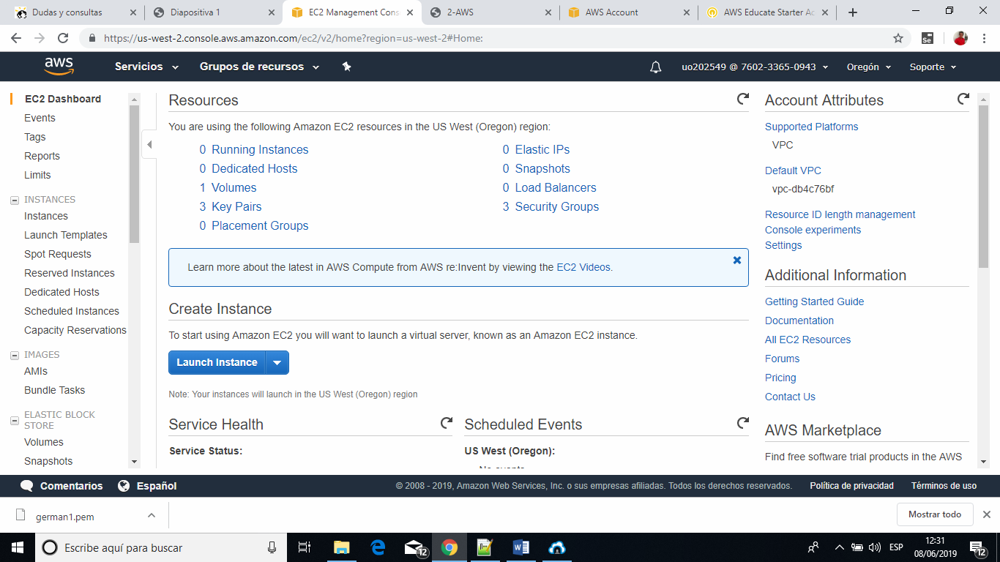 Dudas y consultas
Diapositiva 1
EC2 Management Cons
2-AWS
AWS Account
AWS Educate Starter Ac
https://us-west-2.console.aws.amazon.com/ec2/v2/home?region=us-west-2#Home:
Se
aws
Servicios
Grupos de recursos
uo202549 @ 7602-3365-0943
Oregón
Soporte
EC2 Dashboard
Events
Tags
Reports
Limits
INSTANCES
Instances
Launch Templates
Spot Requests
Reserved Instances
Dedicated Hosts
Scheduled Instances
Capacity Reservations
IMAGES
AMIs
Bundle Tasks
ELASTIC BLOCK
STORE
Volumes
Snapshots
Resources
You are using the following Amazon EC2 resources in the US West (Oregon) region:
0 Running Instances
0 Elastic IPs
0 Dedicated Hosts
0 Snapshots
1 Volumes
0 Load Balancers
3 Key Pairs
3 Security Groups
0 Placement Groups
Learn more about the latest in AWS Compute from AWS re:Invent by viewing the EC2 Videos.
Create Instance
To start using Amazon EC2 you will want to launch a virtual server, known as an Amazon EC2 instance.
Launch Instance
Note: Your instances will launch in the US West (Oregon) region
Service Health
Service Status:
Scheduled Events
US West (Oregon):
No events
Account Attributes
Supported Platforms
VPC
Default VPC
vpc-db4c76bf
Resource ID length management
Console experiments
Settings
Additional Information
Getting Started Guide
Documentation
All EC2 Resources
Forums
Pricing
Contact Us
AWS Marketplace
Find free software trial products in the AWS
Comentarios
Español
© 2008 - 2019, Amazon Web Services, Inc. o sus empresas afiliadas. Todos los derechos reservados.
Política de privacidad
Términos de uso
german1.pem
Mostrar todo
Escribe aquí para buscar
12
ESP
12:31
08/06/2019
12